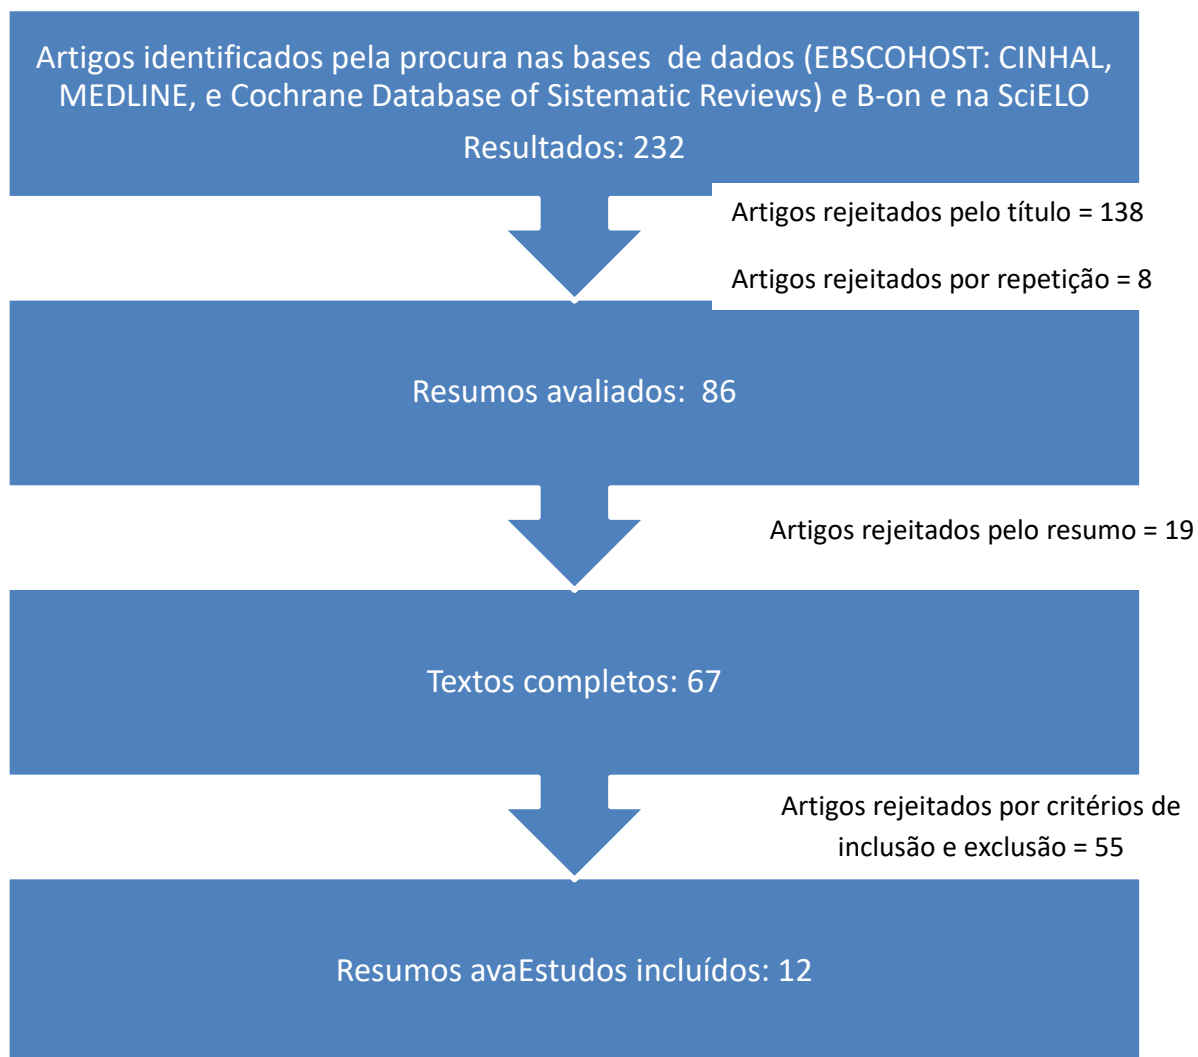 Artigos identificados pela procura nas bases  de dados (EBSCOHOST: CINHAL,
MEDLINE, e Cochrane Database of Sistematic Reviews) e B-on e na SciELO
Resultados: 232
Artigos rejeitados pelo título = 138
Artigos rejeitados por repetição = 8
Resumos avaliados:  86
Artigos rejeitados pelo resumo = 19
Textos completos: 67
Artigos rejeitados por critérios de
inclusão e exclusão = 55
Resumos avaEstudos incluídos: 12